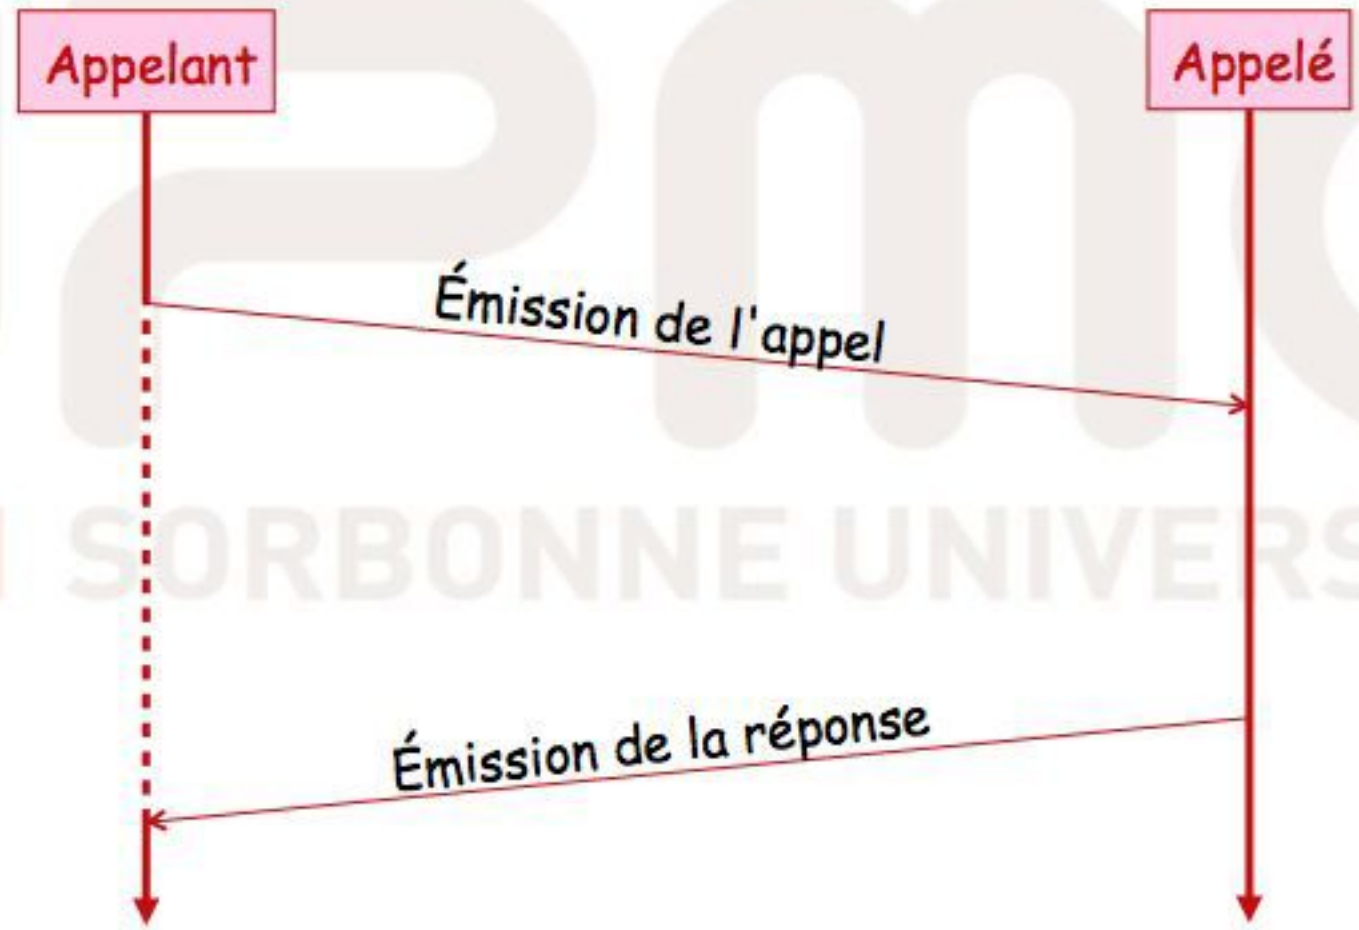 Appelant
Appelé
Émission de l'appel
SORBONNE UNIVERS
Émission de la réponse